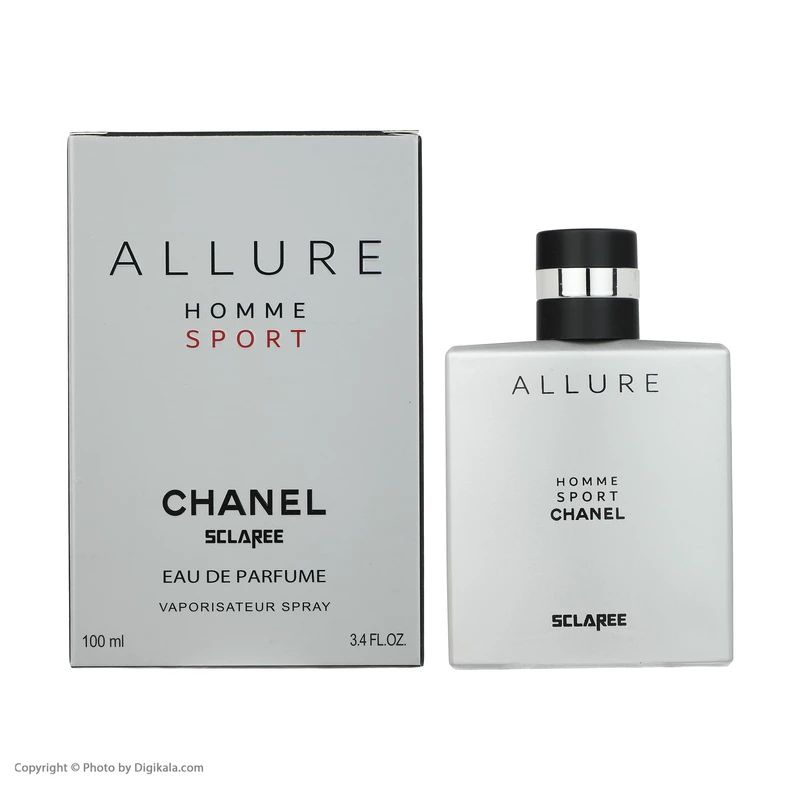 ALLURE
HOMME
SPORT
CHANEL
SCLAREE
EAU DE PARFUME
VAPORISATEUR SPRAY
100 ml
3.4 FL.OZ.
ALLURE
HOMME
SPORT
CHANEL
SCLAREE
Copyright © Photo by Digikala.com